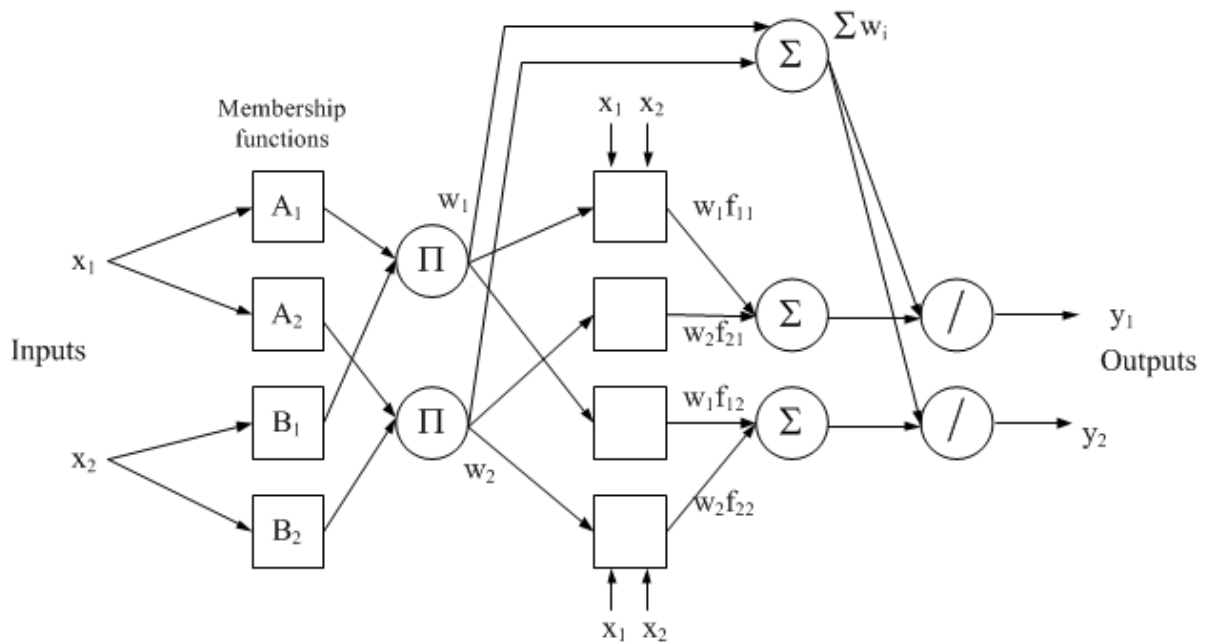 Σwᵢ
Σ
Membership
functions
x₁ x₂
A₁
w₁
w₁f₁₁
Π
x₁
A₂
w₂f₂₁
Σ
/
y₁
Inputs
Outputs
B₁
Π
w₁f₁₂
Σ
/
y₂
x₂
w₂
w₂f₂₂
B₂
x₁ x₂